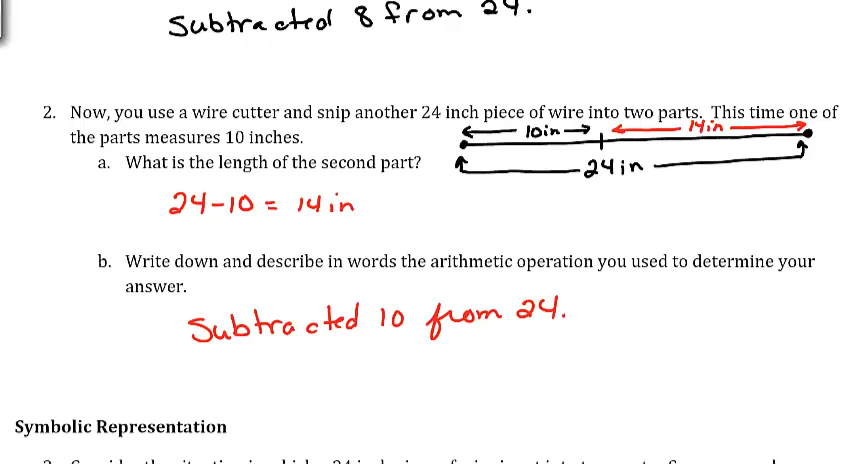 Subtracted 8 from 24.
2. Now, you use a wire cutter and snip another 24 inch piece of wire into two parts. This time one of
the parts measures 10 inches.
10in
14in
a. What is the length of the second part?
24in
24-10 = 14in
b. Write down and describe in words the arithmetic operation you used to determine your
answer.
Subtracted 10 from 24.
Symbolic Representation